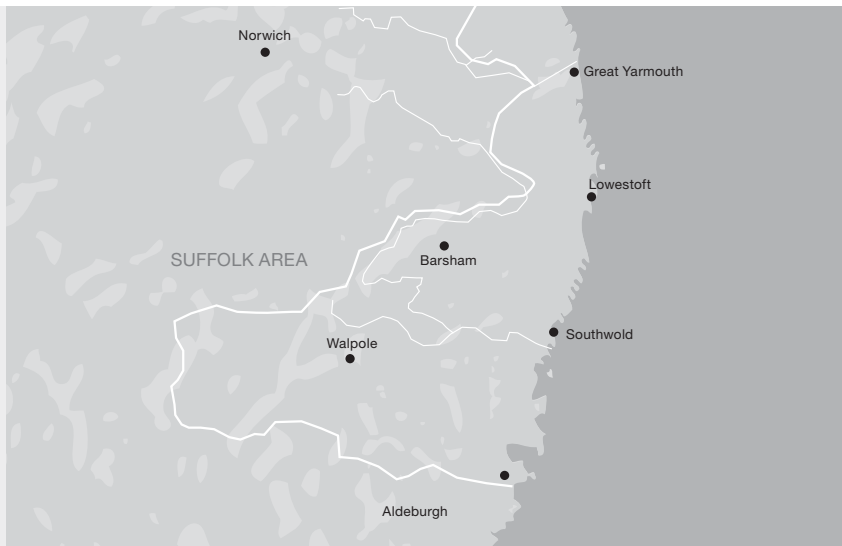 Norwich
Great Yarmouth
Lowestoft
SUFFOLK AREA
Barsham
Southwold
Walpole
Aldeburgh